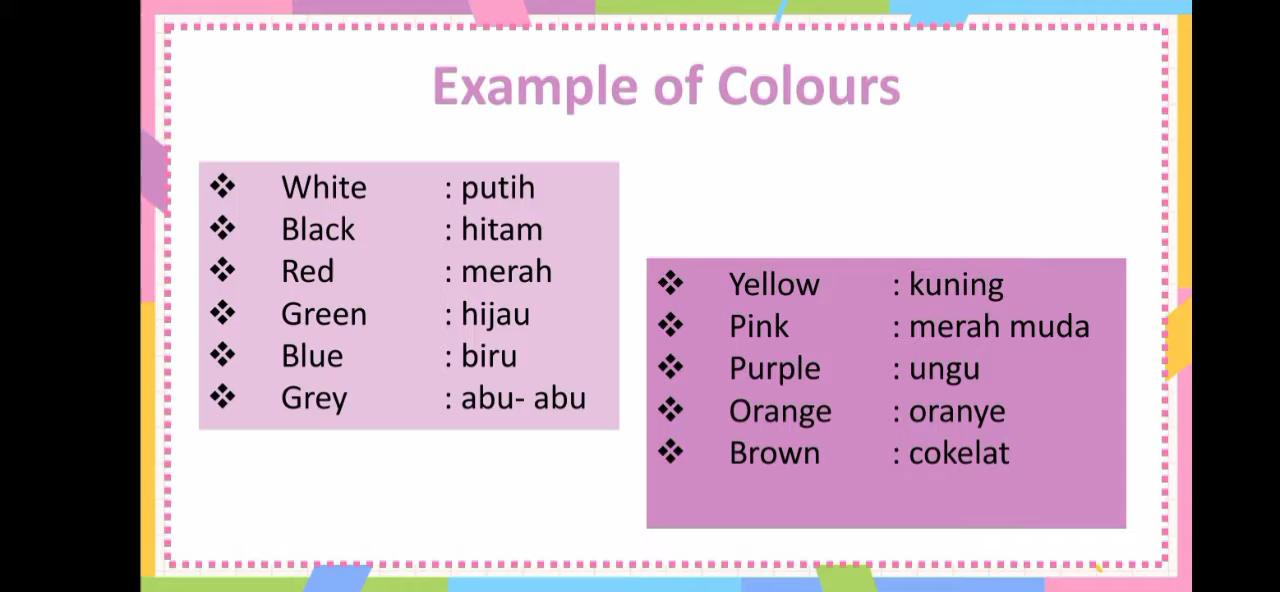 Example of Colours
❖ White : putih
❖ Black : hitam
❖ Red : merah
❖ Green : hijau
❖ Blue : biru
❖ Grey : abu- abu
❖ Yellow : kuning
❖ Pink : merah muda
❖ Purple : ungu
❖ Orange : oranye
❖ Brown : cokelat